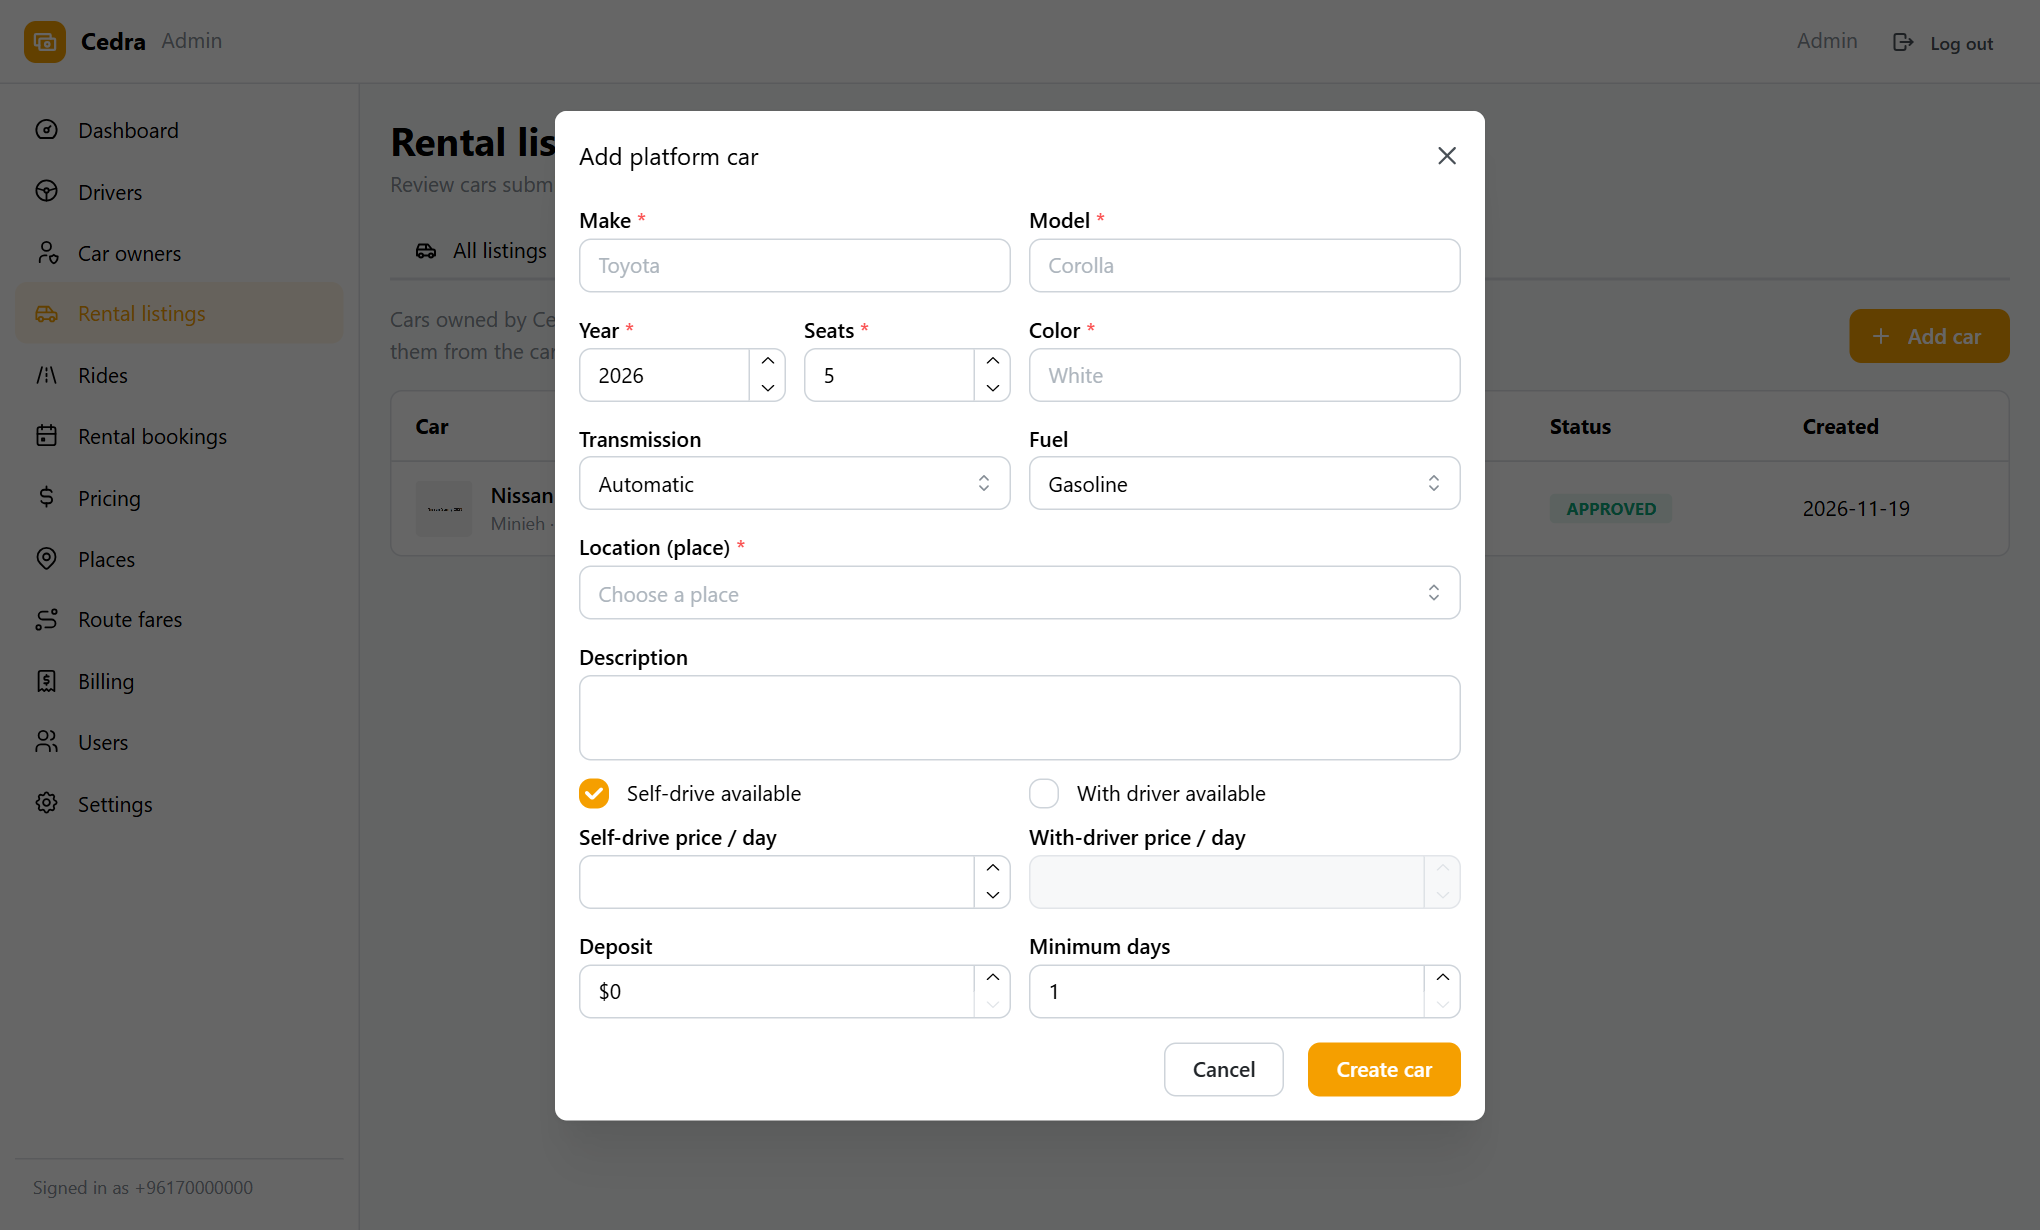 Cedra Admin
Admin
Log out
Dashboard
Drivers
Car owners
Rental listings
Rides
Rental bookings
Pricing
Places
Route fares
Billing
Users
Settings
Signed in as +96170000000
Rental lis
Review cars subm
All listings
Cars owned by Ce
them from the car
Add car
Car
Status
Created
Nissan
Minieh ·
APPROVED
2026-11-19
Add platform car
Make *
Toyota
Model *
Corolla
Year *
2026
Seats *
5
Color *
White
Transmission
Automatic
Fuel
Gasoline
Location (place) *
Choose a place
Description
Self-drive available
With driver available
Self-drive price / day
With-driver price / day
Deposit
$0
Minimum days
1
Cancel
Create car